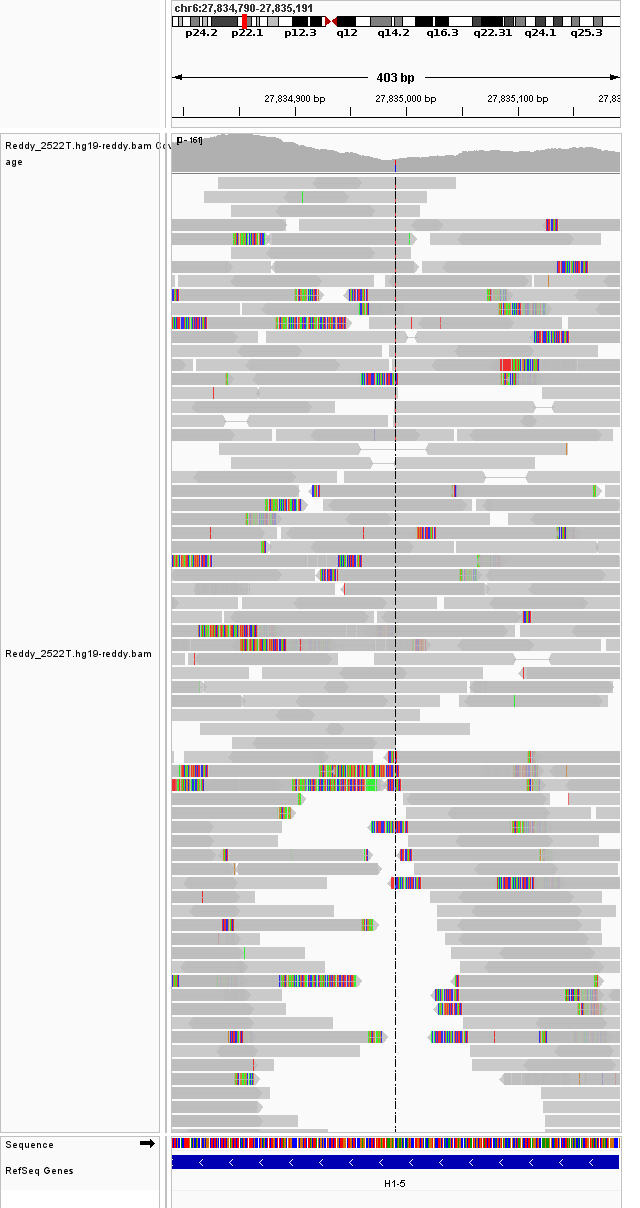 chr6:27,834,790-27,835,191
p24.2 p22.1 p12.3 q12 q14.2 q16.3 q22.31 q24.1 q25.3
403 bp
27,834,900 bp 27,835,000 bp 27,835,100 bp 27,83
[0 - 161]
Reddy_2522T.hg19-reddy.bam Cov
age
Reddy_2522T.hg19-reddy.bam
Sequence
RefSeq Genes
H1-5